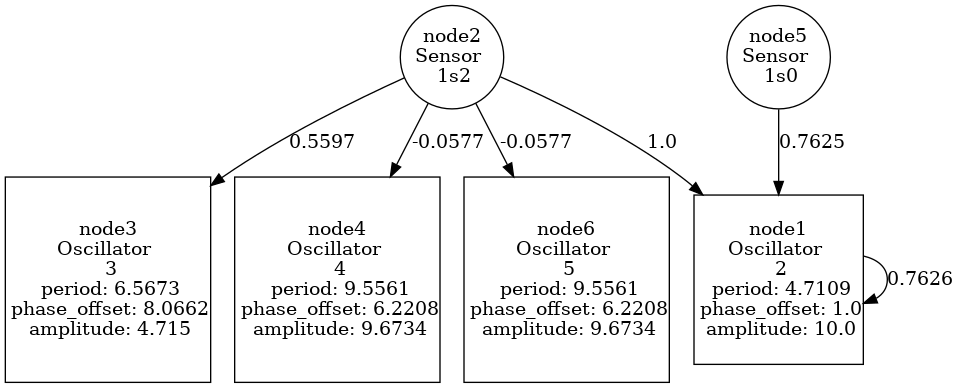 node2
Sensor
1s2
node5
Sensor
1s0
0.5597
-0.0577
-0.0577
1.0
0.7625
node3
Oscillator
3
period: 6.5673
phase_offset: 8.0662
amplitude: 4.715
node4
Oscillator
4
period: 9.5561
phase_offset: 6.2208
amplitude: 9.6734
node6
Oscillator
5
period: 9.5561
phase_offset: 6.2208
amplitude: 9.6734
node1
Oscillator
2
period: 4.7109
phase_offset: 1.0
amplitude: 10.0
0.7626